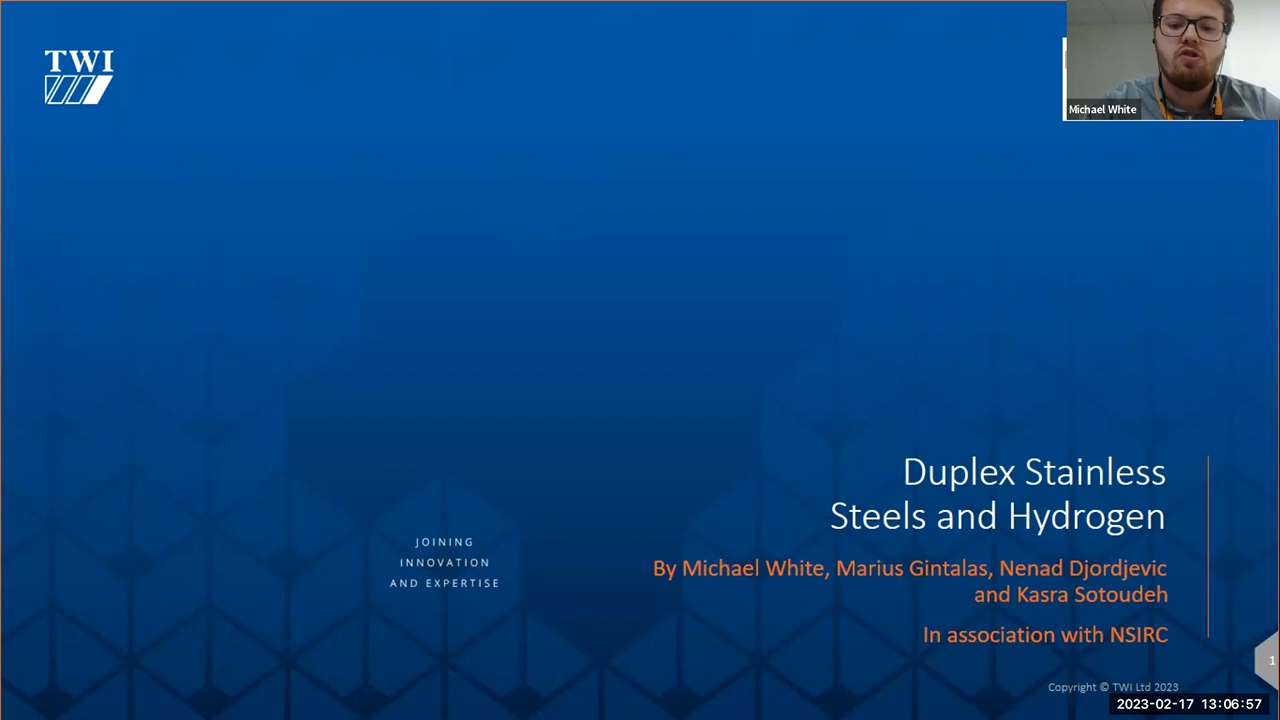 TWI
Michael White
Duplex Stainless
Steels and Hydrogen
JOINING
INNOVATION
AND EXPERTISE
By Michael White, Marius Gintalas, Nenad Djordjevic
and Kasra Sotoudeh
In association with NSIRC
1
Copyright © TWI Ltd 2023
2023-02-17 13:06:57